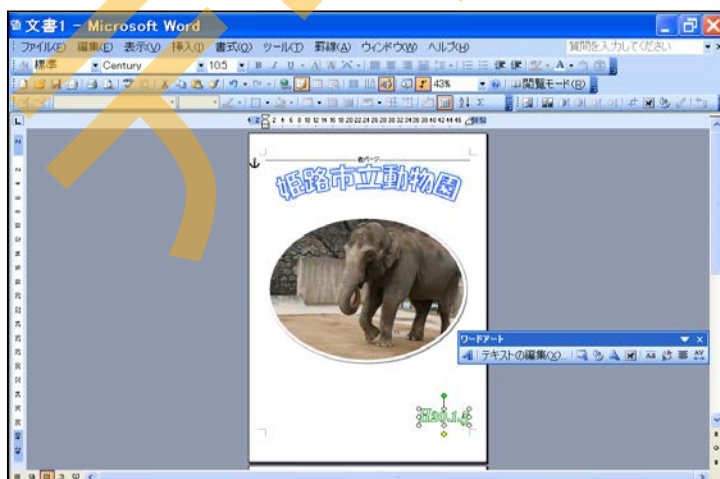 文書1 - Microsoft Word
ファイル(F) 編集(E) 表示(V) 挿入(I) 書式(O) ツール(T) 罫線(A) ウィンドウ(W) ヘルプ(H) 質問を入力してください
標準 Century 10.5
43% 閲覧モード(R)
姫路市立動物園
ワードアート
テキストの編集(X)...